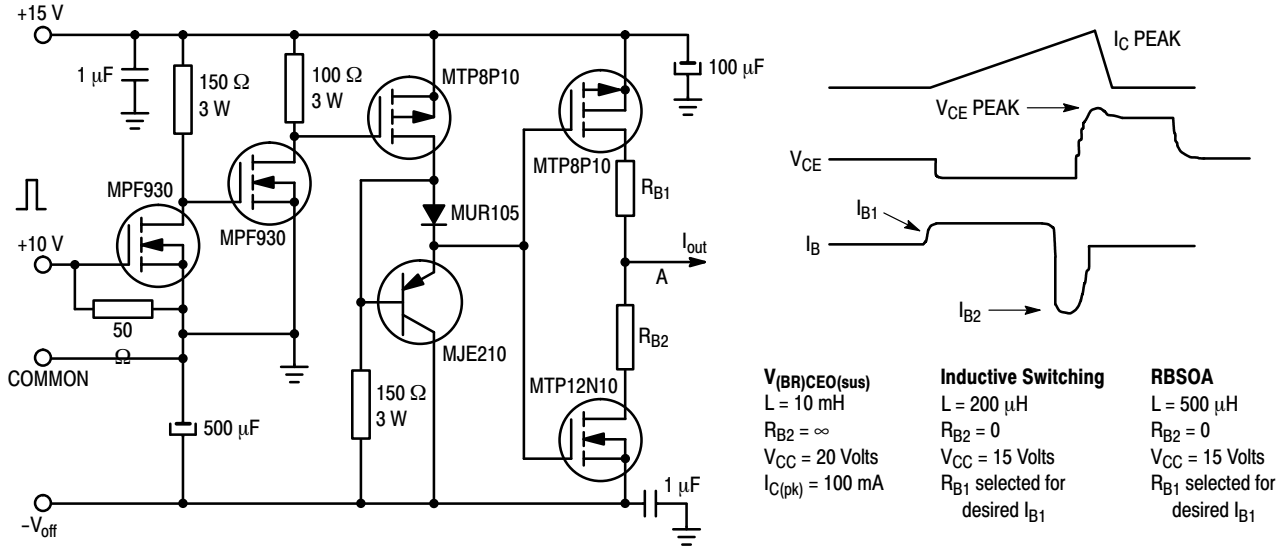 +15 V
1 μF
150 Ω
3 W
100 Ω
3 W
MTP8P10
100 μF
MPF930
MPF930
MTP8P10
R_B1
+10 V
MUR105
I_out
A
50
Ω
COMMON
MJE210
R_B2
150 Ω
3 W
MTP12N10
500 μF
1 μF
–V_off
I_C PEAK
V_CE PEAK
V_CE
I_B1
I_B
I_B2
V_(BR)CEO(sus)
L = 10 mH
R_B2 = ∞
V_CC = 20 Volts
I_C(pk) = 100 mA
Inductive Switching
L = 200 μH
R_B2 = 0
V_CC = 15 Volts
R_B1 selected for
desired I_B1
RBSOA
L = 500 μH
R_B2 = 0
V_CC = 15 Volts
R_B1 selected for
desired I_B1